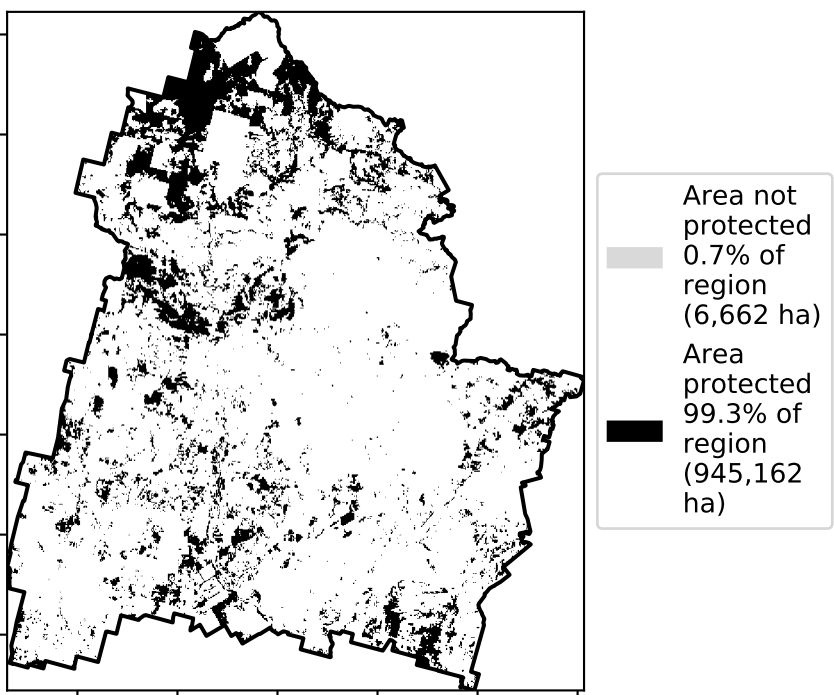 Area not
protected
0.7% of
region
(6,662 ha)
Area
protected
99.3% of
region
(945,162
ha)